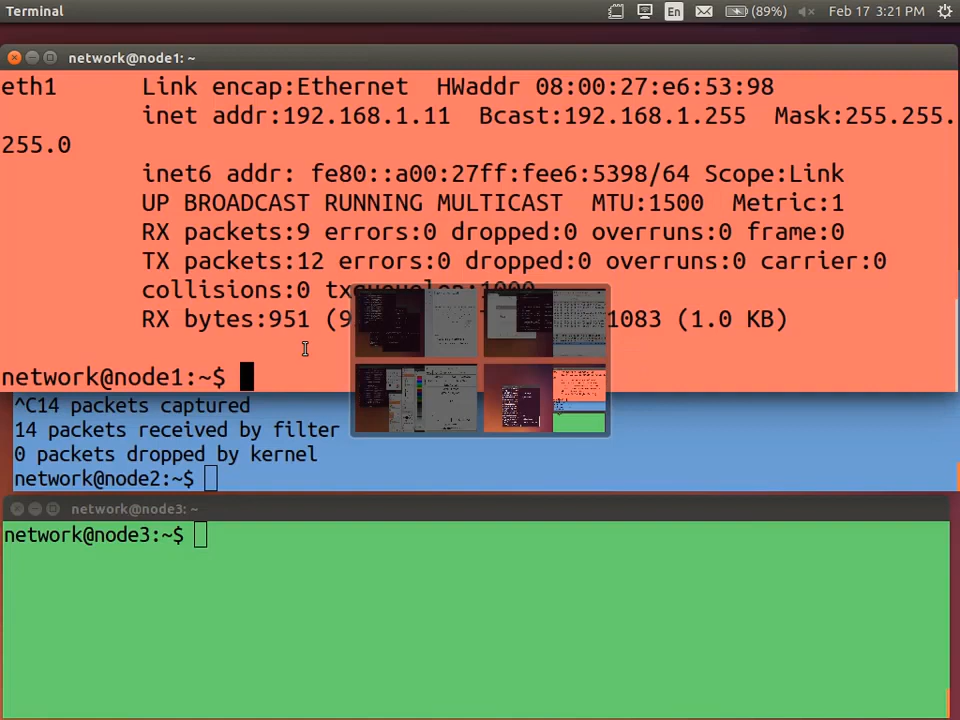 Terminal
En
(89%)
Feb 17 3:21 PM
network@node1: ~
eth1 Link encap:Ethernet HWaddr 08:00:27:e6:53:98
inet addr:192.168.1.11 Bcast:192.168.1.255 Mask:255.255.
255.0
inet6 addr: fe80::a00:27ff:fee6:5398/64 Scope:Link
UP BROADCAST RUNNING MULTICAST MTU:1500 Metric:1
RX packets:9 errors:0 dropped:0 overruns:0 frame:0
TX packets:12 errors:0 dropped:0 overruns:0 carrier:0
collisions:0 txqueuelen:1000
RX bytes:951 (9 1083 (1.0 KB)
network@node1:~$
^C14 packets captured
14 packets received by filter
0 packets dropped by kernel
network@node2:~$
network@node3: ~
network@node3:~$